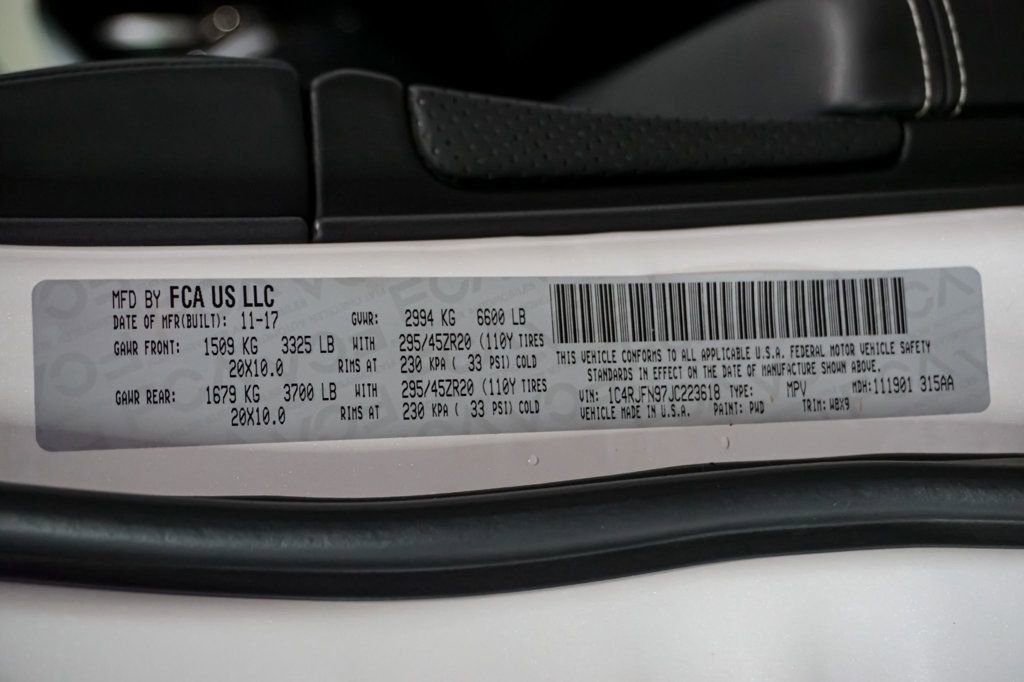 MFD BY FCA US LLC
DATE OF MFR(BUILT): 11-17 GVWR: 2994 KG 6600 LB
GAWR FRONT: 1509 KG 3325 LB WITH 295/45ZR20 (110Y TIRES
20X10.0 RIMS AT 230 KPA ( 33 PSI) COLD
GAWR REAR: 1679 KG 3700 LB WITH 295/45ZR20 (110Y TIRES
20X10.0 RIMS AT 230 KPA ( 33 PSI) COLD
THIS VEHICLE CONFORMS TO ALL APPLICABLE U.S.A. FEDERAL MOTOR VEHICLE SAFETY
STANDARDS IN EFFECT ON THE DATE OF MANUFACTURE SHOWN ABOVE.
VIN: 1C4RJFN97JC223618 TYPE: MPV MDH:111901 315AA
VEHICLE MADE IN U.S.A. PAINT: PWD TRIM: W8X9